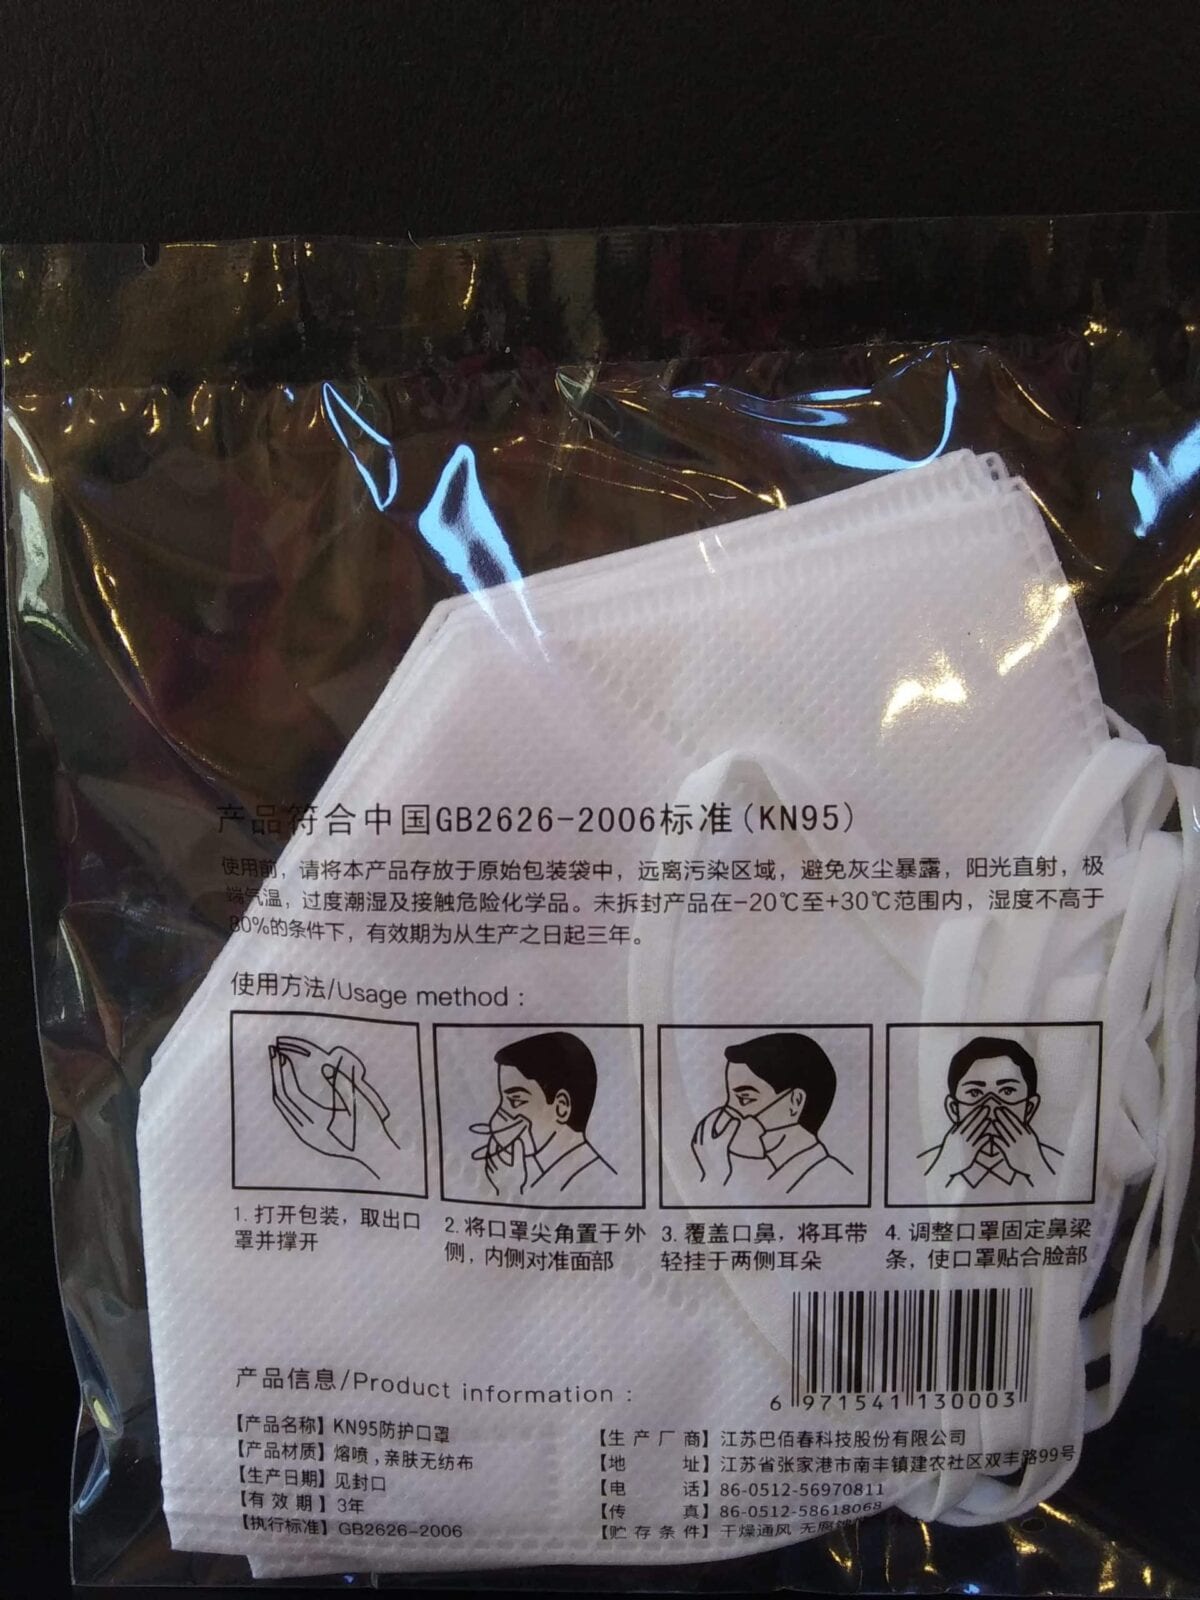 产品符合中国GB2626-2006标准(KN95)
使用前，请将本产品存放于原始包装袋中，远离污染区域，避免灰尘暴露，阳光直射，极
端气温，过度潮湿及接触危险化学品。未拆封产品在-20℃至+30℃范围内，湿度不高于
80%的条件下，有效期为从生产之日起三年。
使用方法/Usage method：
1. 打开包装，取出口
罩并撑开
2. 将口罩尖角置于外
侧，内侧对准面部
3. 覆盖口鼻，将耳带
轻挂于两侧耳朵
4. 调整口罩固定鼻梁
条，使口罩贴合脸部
6 971541 130003
产品信息/Product information：
【产品名称】KN95防护口罩
【产品材质】熔喷，亲肤无纺布
【生产日期】见封口
【有效期】3年
【执行标准】GB2626-2006
【生产厂商】江苏巴佰春科技股份有限公司
【地址】江苏省张家港市南丰镇建农社区双丰路99号
【电话】86-0512-56970811
【传真】86-0512-58618068
【贮存条件】干燥通风 无腐